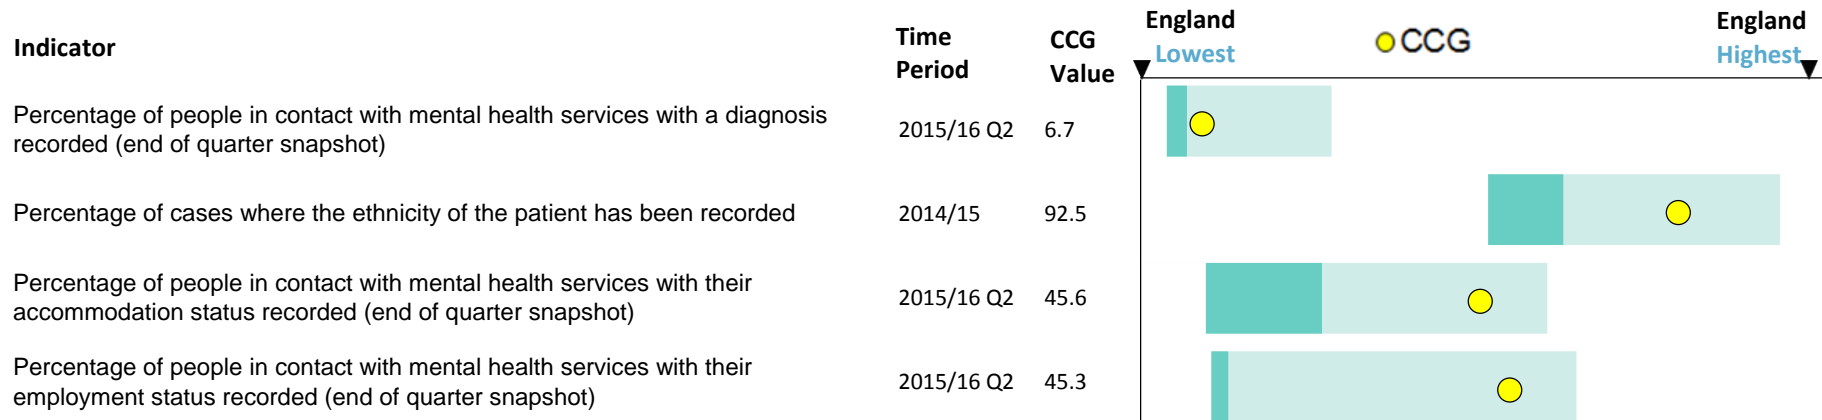 Indicator
Time
Period
CCG
Value
England
Lowest
CCG
England
Highest
Percentage of people in contact with mental health services with a diagnosis
recorded (end of quarter snapshot)
2015/16 Q2
6.7
Percentage of cases where the ethnicity of the patient has been recorded
2014/15
92.5
Percentage of people in contact with mental health services with their
accommodation status recorded (end of quarter snapshot)
2015/16 Q2
45.6
Percentage of people in contact with mental health services with their
employment status recorded (end of quarter snapshot)
2015/16 Q2
45.3